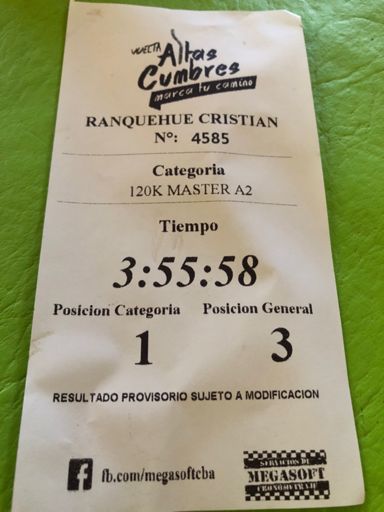 VUELTA Altas
Cumbres
marca tu camino
RANQUEHUE CRISTIAN
Nº: 4585
Categoria
120K MASTER A2
Tiempo
3:55:58
Posicion Categoria Posicion General
1 3
RESULTADO PROVISORIO SUJETO A MODIFICACION
f fb.com/megasoftcba
SERVICIOS DE
MEGASOFT
CRONOMETRAJE